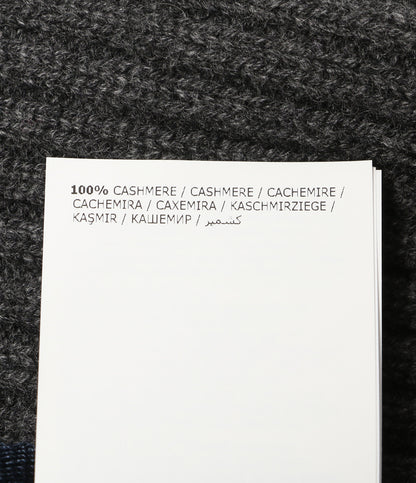 100% CASHMERE / CASHMERE / CACHEMIRE /
CACHEMIRA / CAXEMIRA / KASCHMIRZIEGE /
KAŞMIR / КАШЕМИР / كشمير